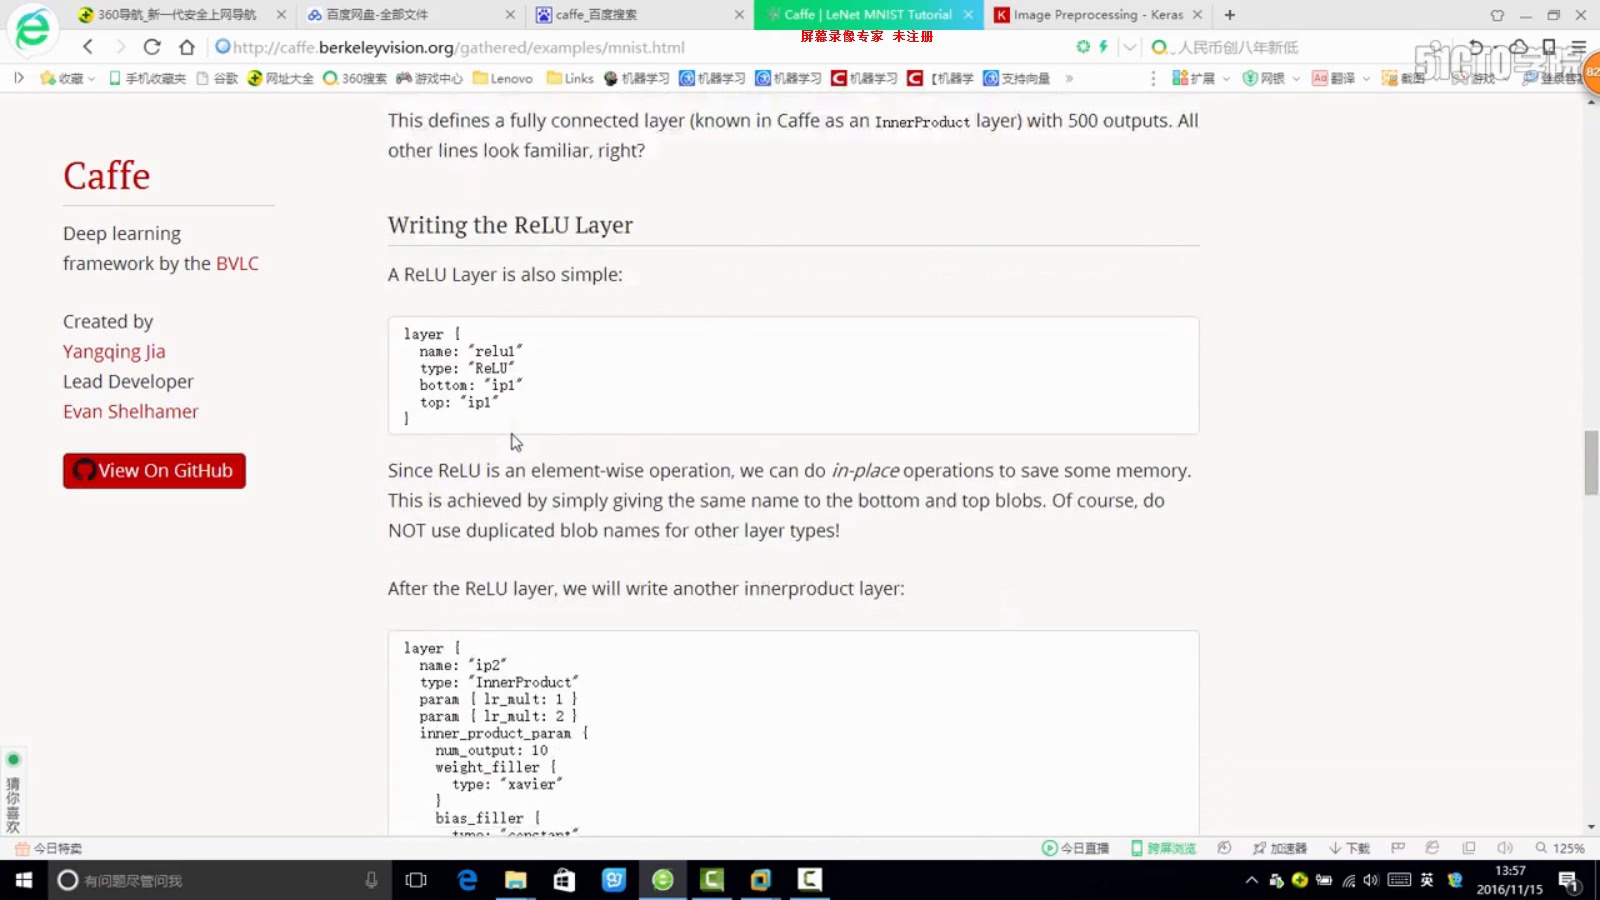 360导航_新一代安全上网导航
百度网盘-全部文件
caffe_百度搜索
Caffe | LeNet MNIST Tutorial
Image Preprocessing - Keras
屏幕录像专家 未注册
http://caffe.berkeleyvision.org/gathered/examples/mnist.html
人民币创八年新低
51CTO学院
收藏
手机收藏夹
谷歌
网址大全
360搜索
游戏中心
Lenovo
Links
机器学习
机器学习
机器学习
机器学习
【机器学
支持向量
扩展
网银
翻译
截图
游戏
82
This defines a fully connected layer (known in Caffe as an InnerProduct layer) with 500 outputs. All
other lines look familiar, right?
Caffe
Deep learning
framework by the BVLC
Created by
Yangqing Jia
Lead Developer
Evan Shelhamer
View On GitHub
Writing the ReLU Layer
A ReLU Layer is also simple:
layer {
name: "relu1"
type: "ReLU"
bottom: "ip1"
top: "ip1"
}
Since ReLU is an element-wise operation, we can do in-place operations to save some memory.
This is achieved by simply giving the same name to the bottom and top blobs. Of course, do
NOT use duplicated blob names for other layer types!
After the ReLU layer, we will write another innerproduct layer:
layer {
name: "ip2"
type: "InnerProduct"
param { lr_mult: 1 }
param { lr_mult: 2 }
inner_product_param {
num_output: 10
weight_filler {
type: "xavier"
}
bias_filler {
type: "constant"
猜你喜欢
今日特卖
今日直播
跨屏浏览
加速器
下载
125%
有问题尽管问我
英
13:57
2016/11/15
1